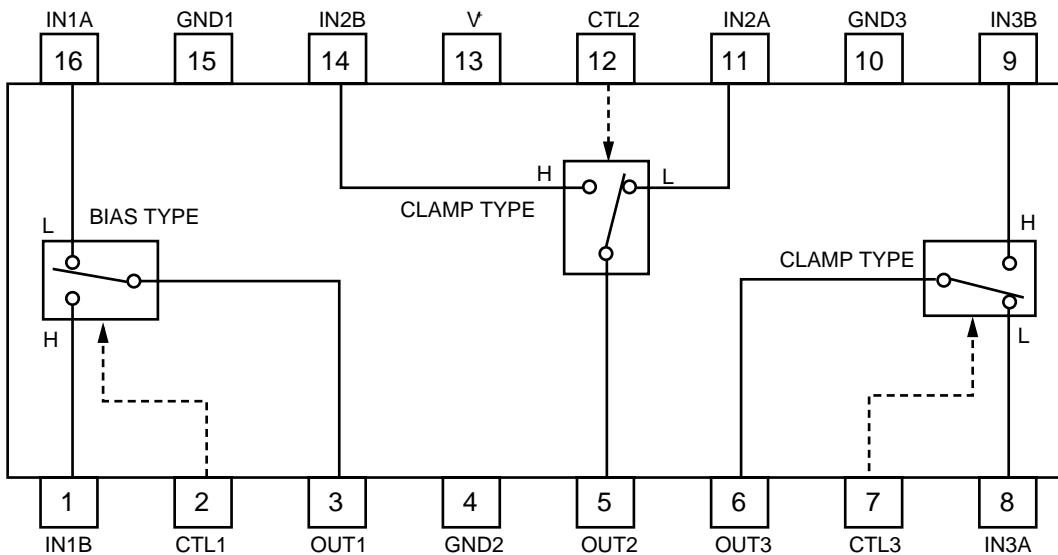 IN1A GND1 IN2B V+ CTL2 IN2A GND3 IN3B
16 15 14 13 12 11 10 9
H L
CLAMP TYPE
L BIAS TYPE H
CLAMP TYPE
H L
1 2 3 4 5 6 7 8
IN1B CTL1 OUT1 GND2 OUT2 OUT3 CTL3 IN3A